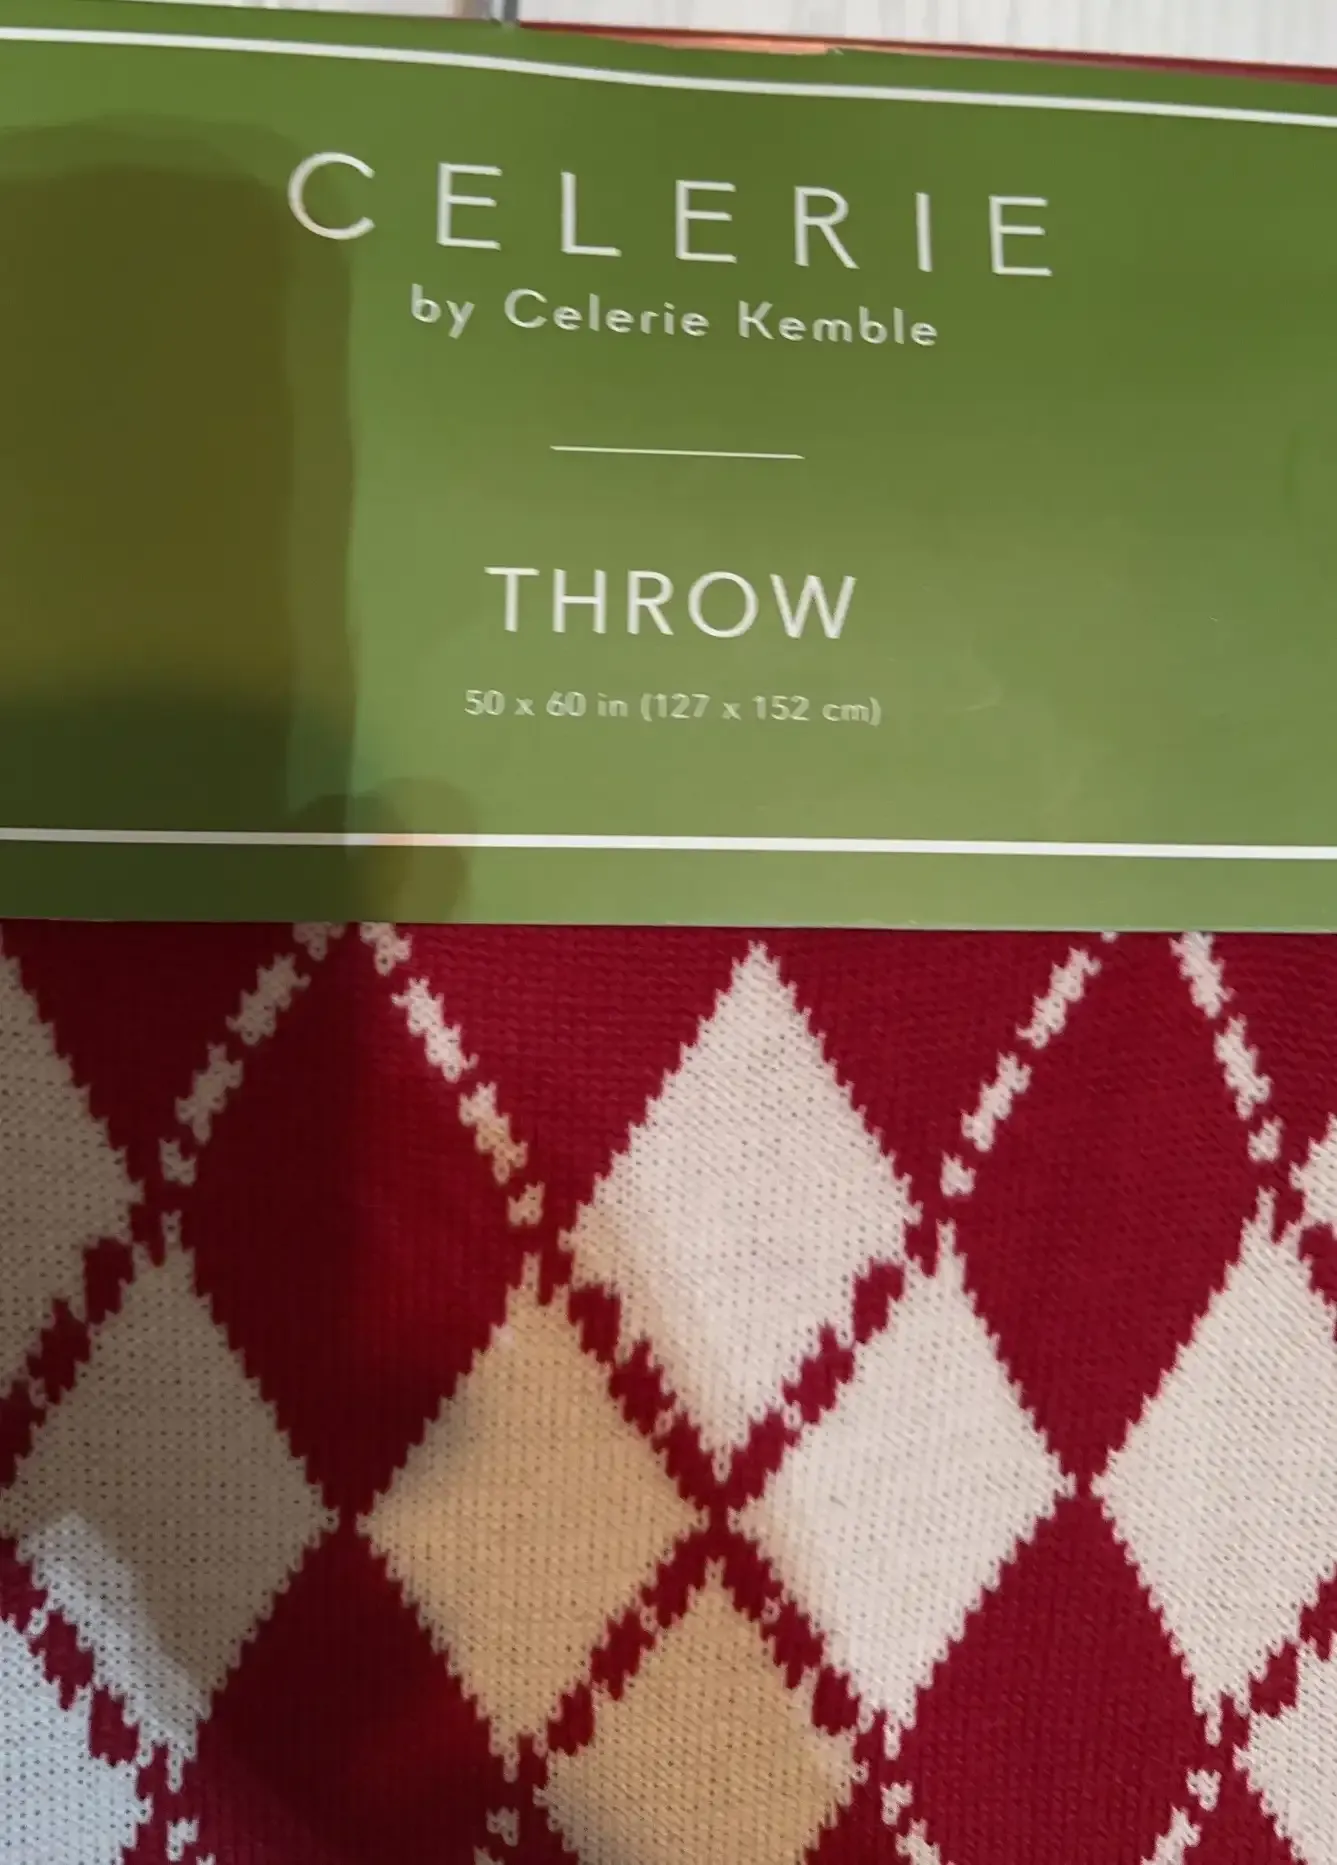 CELERIE
by Celerie Kemble
THROW
50 x 60 in (127 x 152 cm)